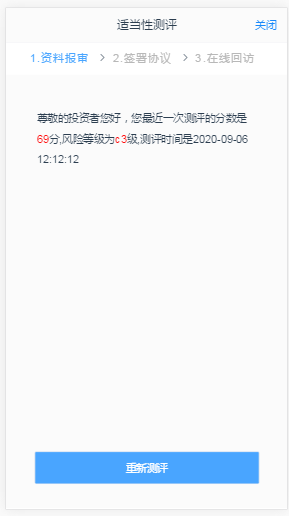 适当性测评
关闭
1.资料报审 > 2.签署协议 > 3.在线回访
尊敬的投资者您好，您最近一次测评的分数是
69分,风险等级为c3级,测评时间是2020-09-06
12:12:12
重新测评